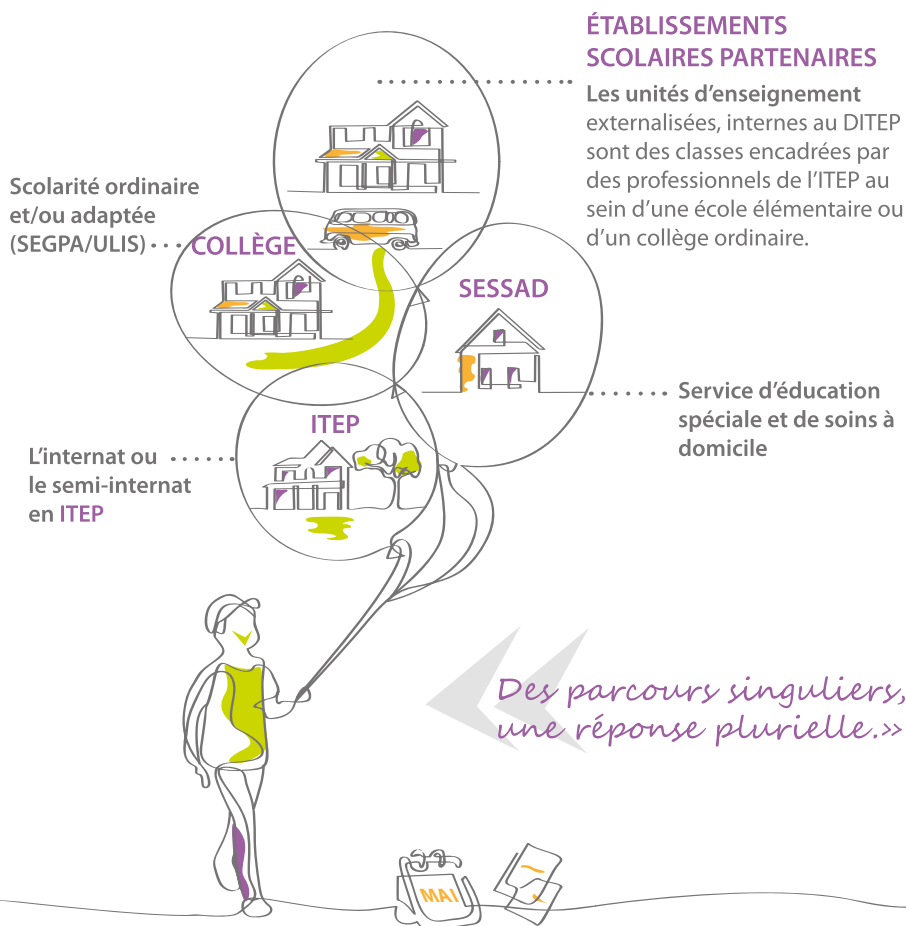 ÉTABLISSEMENTS
SCOLAIRES PARTENAIRES
Les unités d'enseignement
externalisées, internes au DITEP
sont des classes encadrées par
des professionnels de l'ITEP au
sein d'une école élémentaire ou
d'un collège ordinaire.
Scolarité ordinaire
et/ou adaptée
(SEGPA/ULIS)
COLLÈGE
SESSAD
Service d'éducation
spéciale et de soins à
domicile
ITEP
L'internat ou
le semi-internat
en ITEP
Des parcours singuliers,
une réponse plurielle.»
MAI